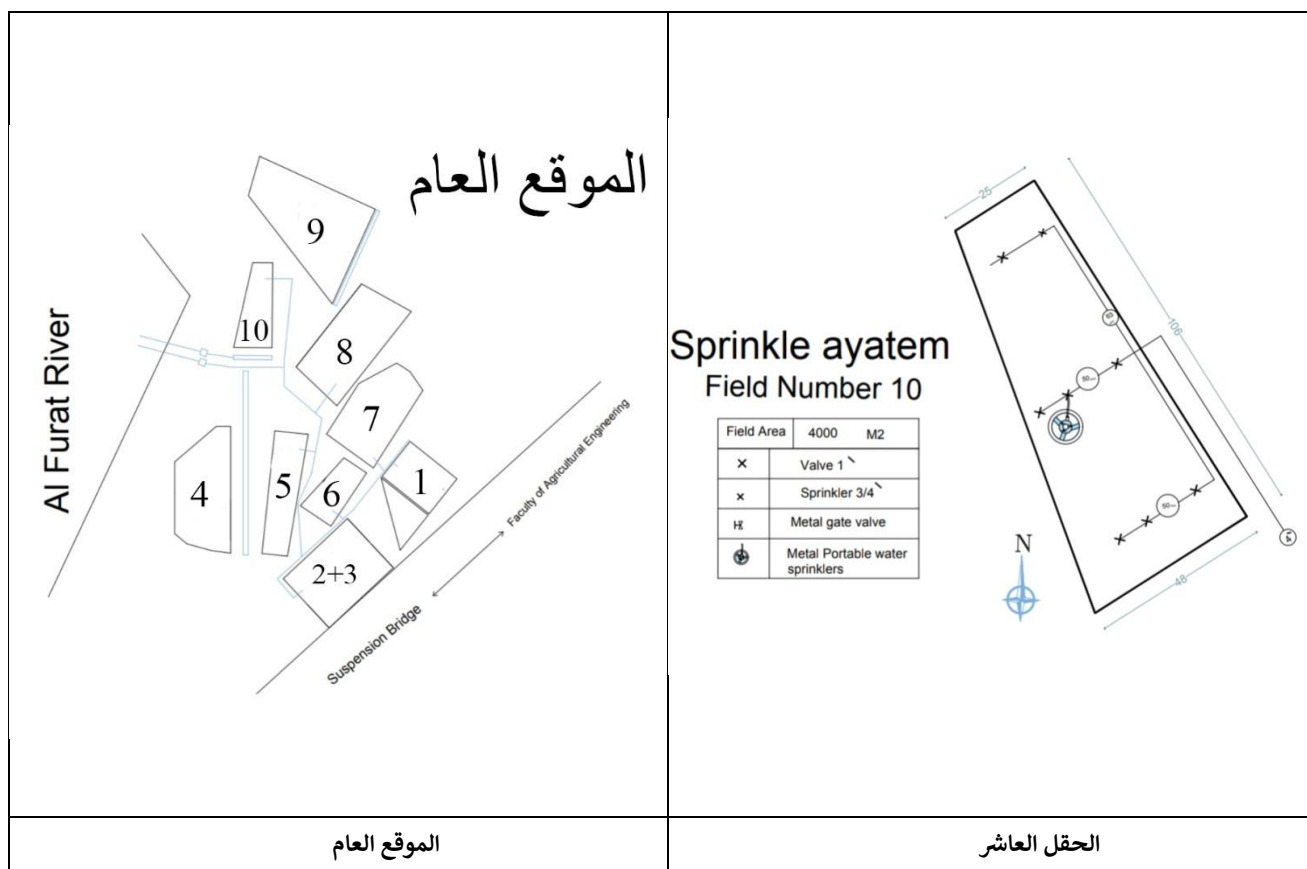 الموقع العام
9
10
8
7
4
5
6
1
2+3
Al Furat River
Faculty of Agricultural Engineering
Suspension Bridge
الموقع العام
Sprinkle ayatem
Field Number 10
Field Area 4000 M2
Valve 1
Sprinkler 3/4
Metal gate valve
Metal Portable water
sprinklers
N
25
106
50
50
48
الحقل العاشر